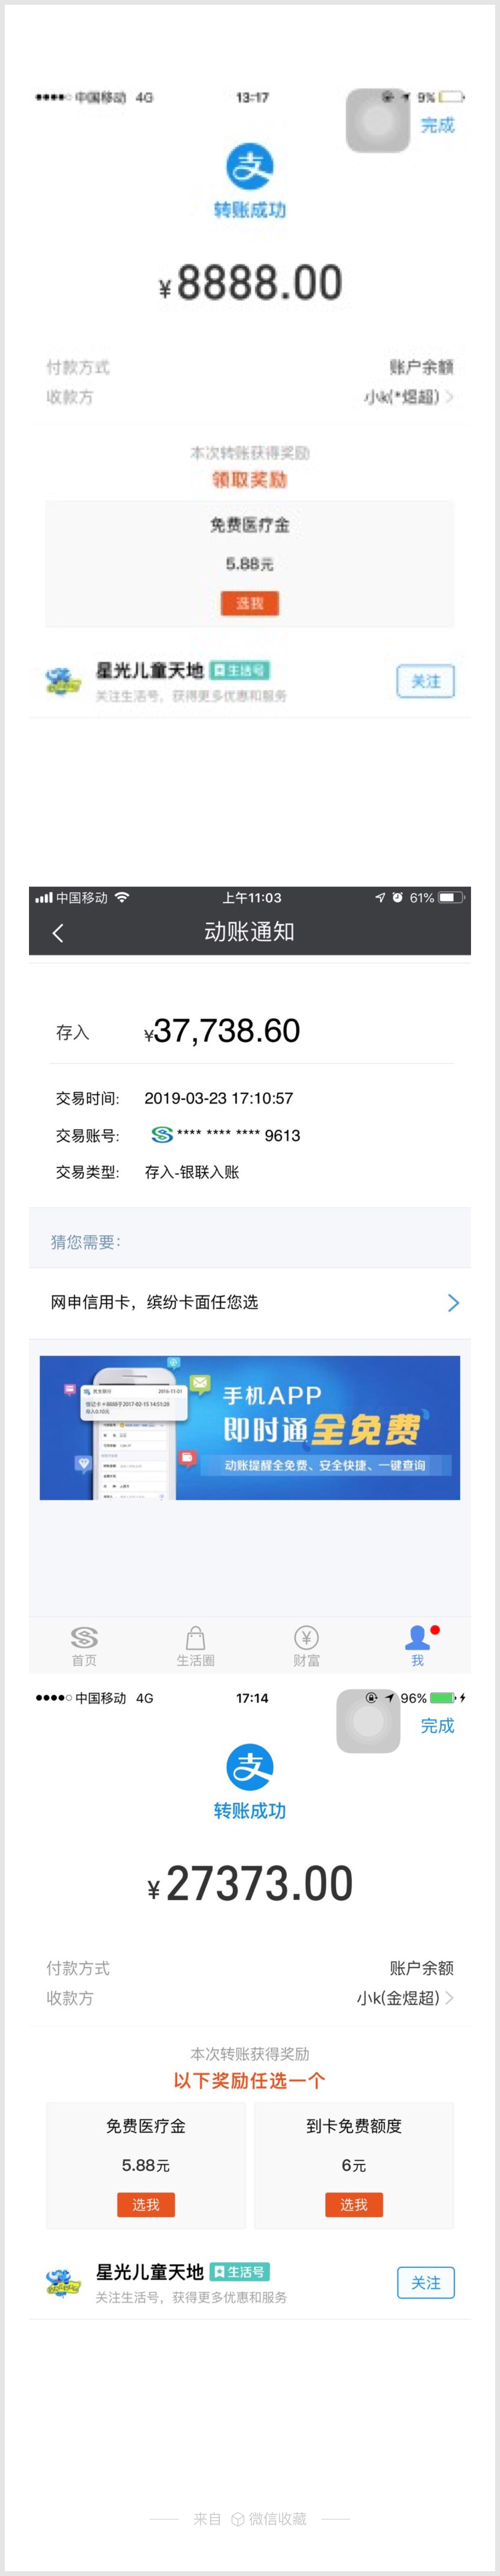 中国移动 4G 13:17 9%
完成
支
转账成功
¥8888.00
付款方式 账户余额
收款方 小k(*煜超)
本次转账获得奖励
领取奖励
免费医疗金
5.88元
选我
星光儿童天地 生活号
关注生活号，获得更多优惠和服务
关注
中国移动 上午11:03 61%
动账通知
存入 ¥37,738.60
交易时间: 2019-03-23 17:10:57
交易账号: **** **** **** 9613
交易类型: 存入-银联入账
猜您需要:
网申信用卡，缤纷卡面任您选
民生银行 2016-11-01
手机APP
即时通全免费
动账提醒全免费、安全快捷、一键查询
首页 生活圈 财富 我
中国移动 4G 17:14 96%
完成
支
转账成功
¥27373.00
付款方式 账户余额
收款方 小k(金煜超)
本次转账获得奖励
以下奖励任选一个
免费医疗金 到卡免费额度
5.88元 6元
选我 选我
星光儿童天地 生活号
关注生活号，获得更多优惠和服务
关注
来自 微信收藏